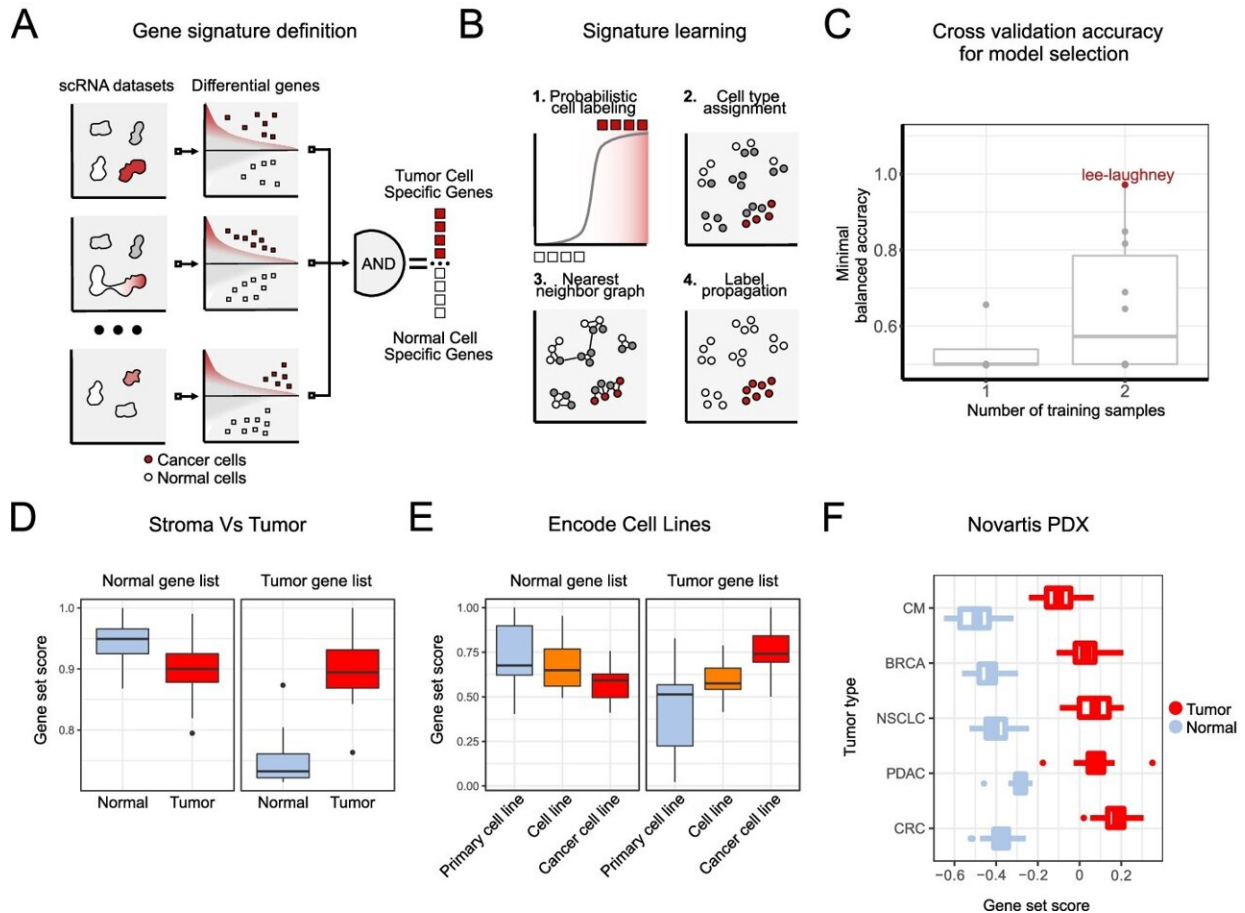 A
Gene signature definition
scRNA datasets
Differential genes
AND
Tumor Cell
Specific Genes
Normal Cell
Specific Genes
Cancer cells
Normal cells
B
Signature learning
1. Probabilistic
cell labeling
2. Cell type
assignment
3. Nearest
neighbor graph
4. Label
propagation
C
Cross validation accuracy
for model selection
Minimal
balanced accuracy
1.0
0.8
0.6
lee-laughney
1
2
Number of training samples
D
Stroma Vs Tumor
Normal gene list
Tumor gene list
Gene set score
1.0
0.9
0.8
Normal
Tumor
Normal
Tumor
E
Encode Cell Lines
Normal gene list
Tumor gene list
Gene set score
1.00
0.75
0.50
0.25
0.00
Primary cell line
Cell line
Cancer cell line
Primary cell line
Cell line
Cancer cell line
F
Novartis PDX
Tumor type
CM
BRCA
NSCLC
PDAC
CRC
−0.6
−0.4
−0.2
0
0.2
Gene set score
Tumor
Normal